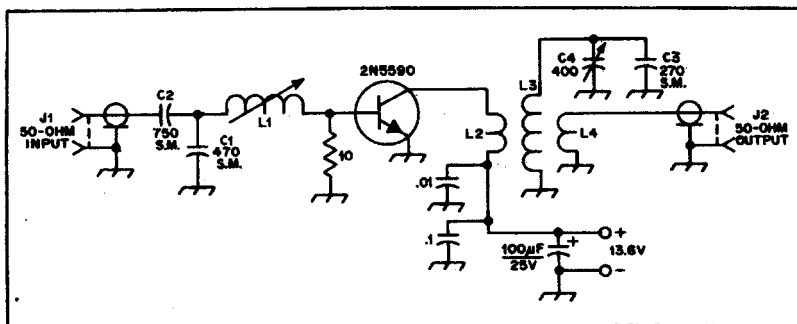 2N5590
C4
400
C3
270
S.M.
L3
J1
50-OHM
INPUT
C2
750
S.M.
C1
470
S.M.
L1
10
L2
L4
J2
50-OHM
OUTPUT
.01
.1
100µF
25V
+
+
13.6V
-